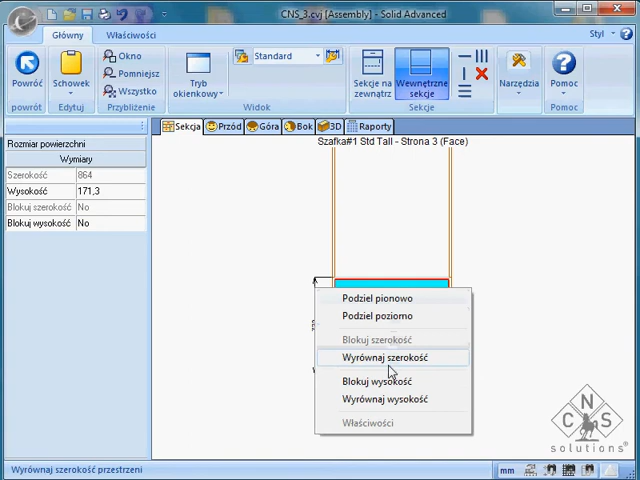 CNS_3.cvj [Assembly] - Solid Advanced
Główny
Właściwości
Styl
Powróć
powrót
Schowek
Edytuj
Okno
Pomniejsz
Wszystko
Przybliżenie
Tryb okienkowy
Standard
Widok
Sekcje na zewnątrz
Wewnętrzne sekcje
Sekcje
Narzędzia
Pomoc
Pomoc
Sekcja
Przód
Góra
Bok
3D
Raporty
Rozmiar powierzchni
Wymiary
Szerokość 864
Wysokość 171,3
Blokuj szerokość No
Blokuj wysokość No
Szafka#1 Std Tall - Strona 3 (Face)
Podziel pionowo
Podziel poziomo
Blokuj szerokość
Wyrównaj szerokość
Blokuj wysokość
Wyrównaj wysokość
Właściwości
CNS
solutions®
Wyrównaj szerokość przestrzeni
mm